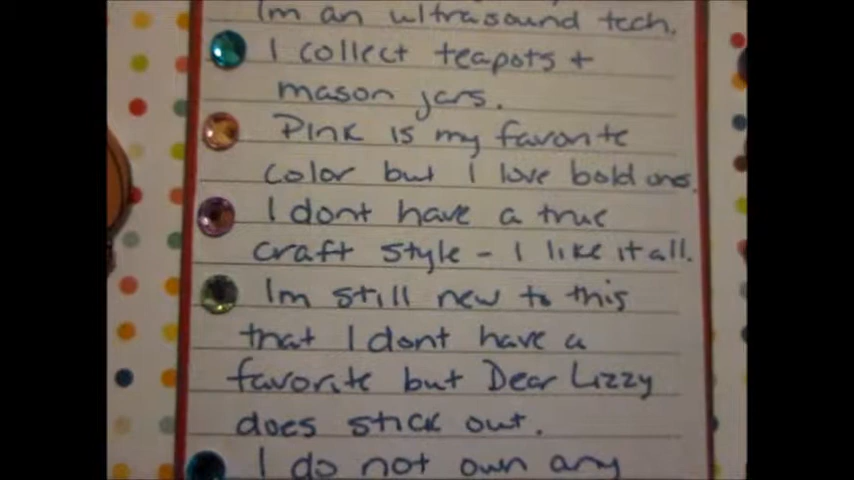 Im an ultrasound tech.
I collect teapots +
mason jars.
Pink is my favorite
color but I love bold ones.
I dont have a true
craft style - I like it all.
Im still new to this
that I dont have a
favorite but Dear Lizzy
does stick out.
I do not own any